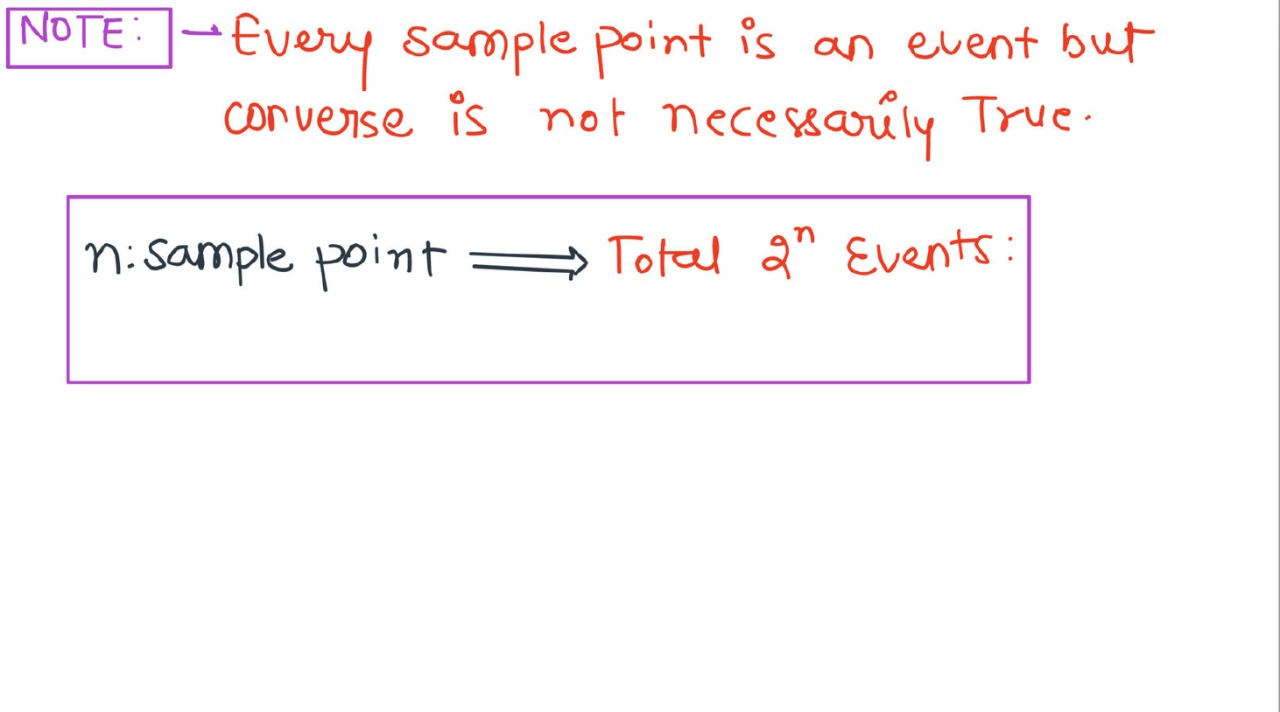 NOTE: → Every sample point is an event but
converse is not necessarily True.
n: sample point ⟹ Total 2ⁿ Events: